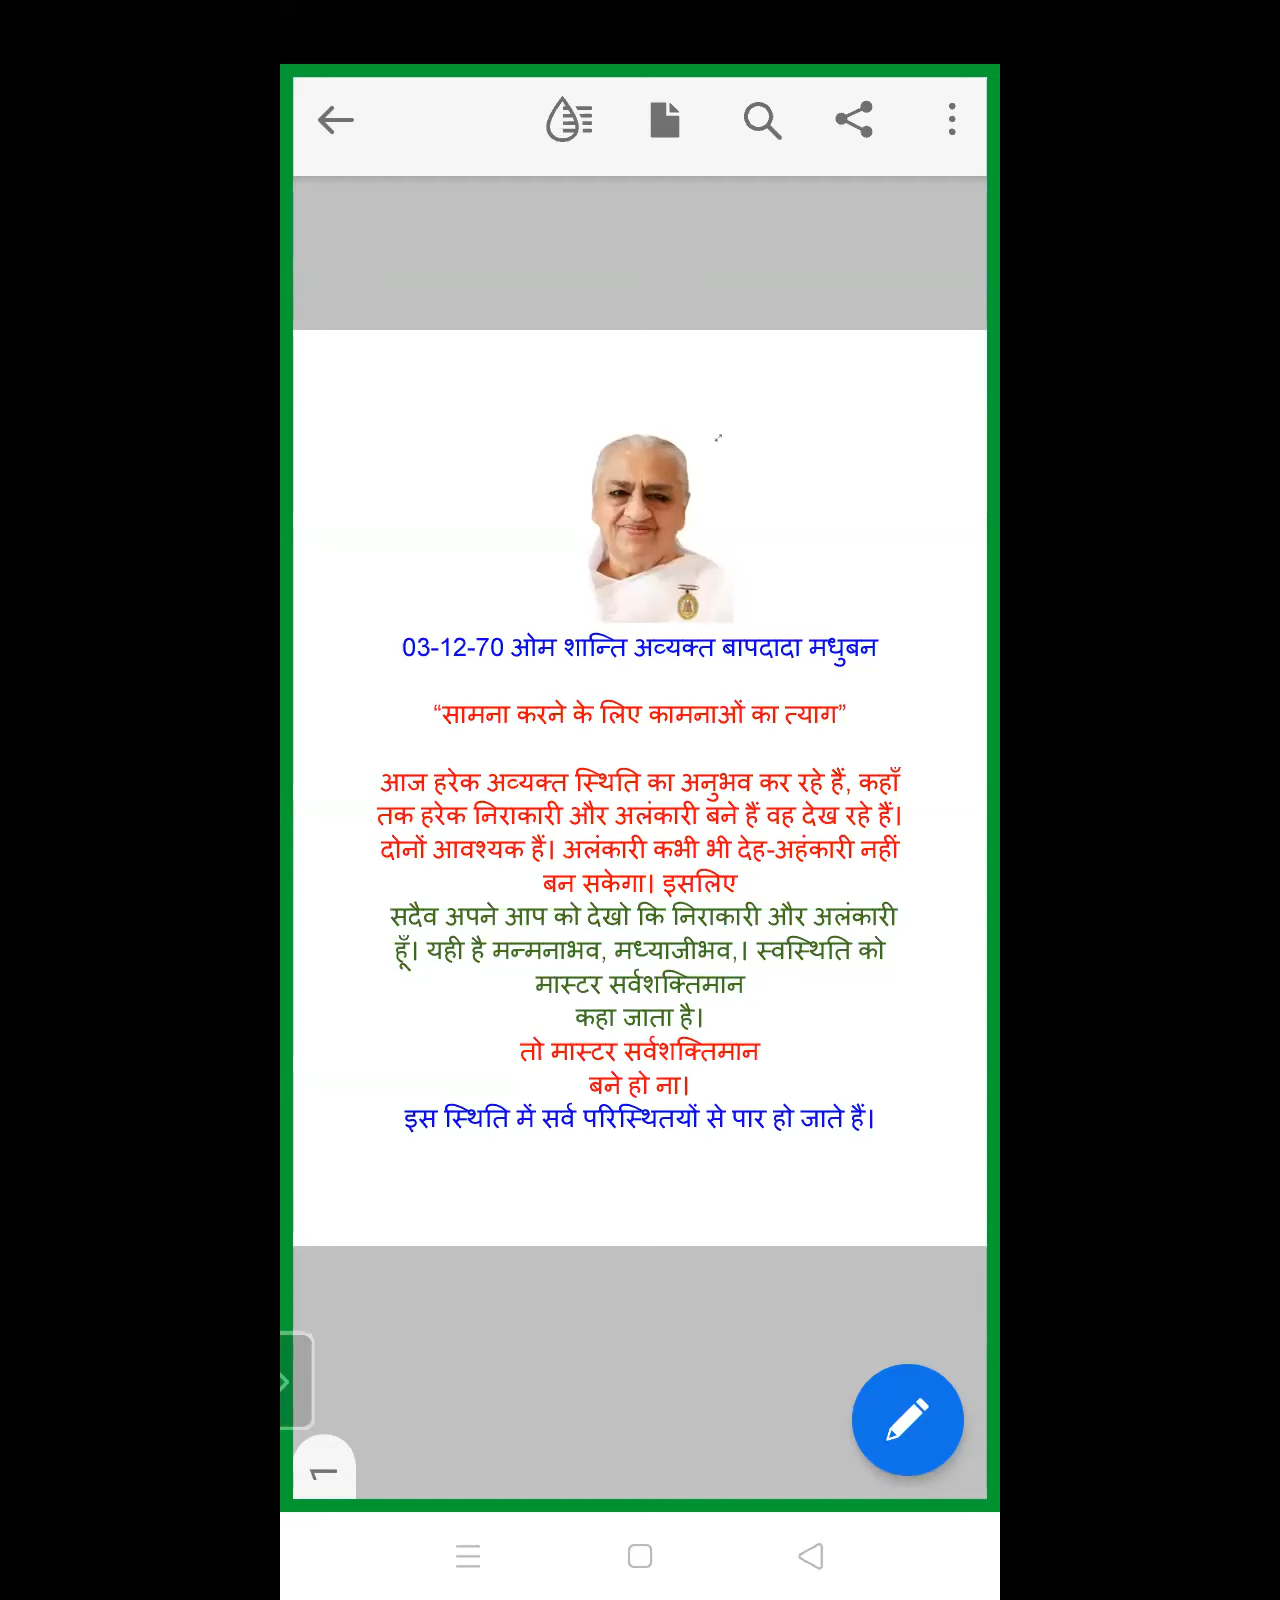 03-12-70 ओम शान्ति अव्यक्त बापदादा मधुबन
“सामना करने के लिए कामनाओं का त्याग”
आज हरेक अव्यक्त स्थिति का अनुभव कर रहे हैं, कहाँ
तक हरेक निराकारी और अलंकारी बने हैं वह देख रहे हैं।
दोनों आवश्यक हैं। अलंकारी कभी भी देह-अहंकारी नहीं
बन सकेगा। इसलिए
सदैव अपने आप को देखो कि निराकारी और अलंकारी
हूँ। यही है मन्मनाभव, मध्याजीभव,। स्वस्थिति को
मास्टर सर्वशक्तिमान
कहा जाता है।
तो मास्टर सर्वशक्तिमान
बने हो ना।
इस स्थिति में सर्व परिस्थितयों से पार हो जाते हैं।
1